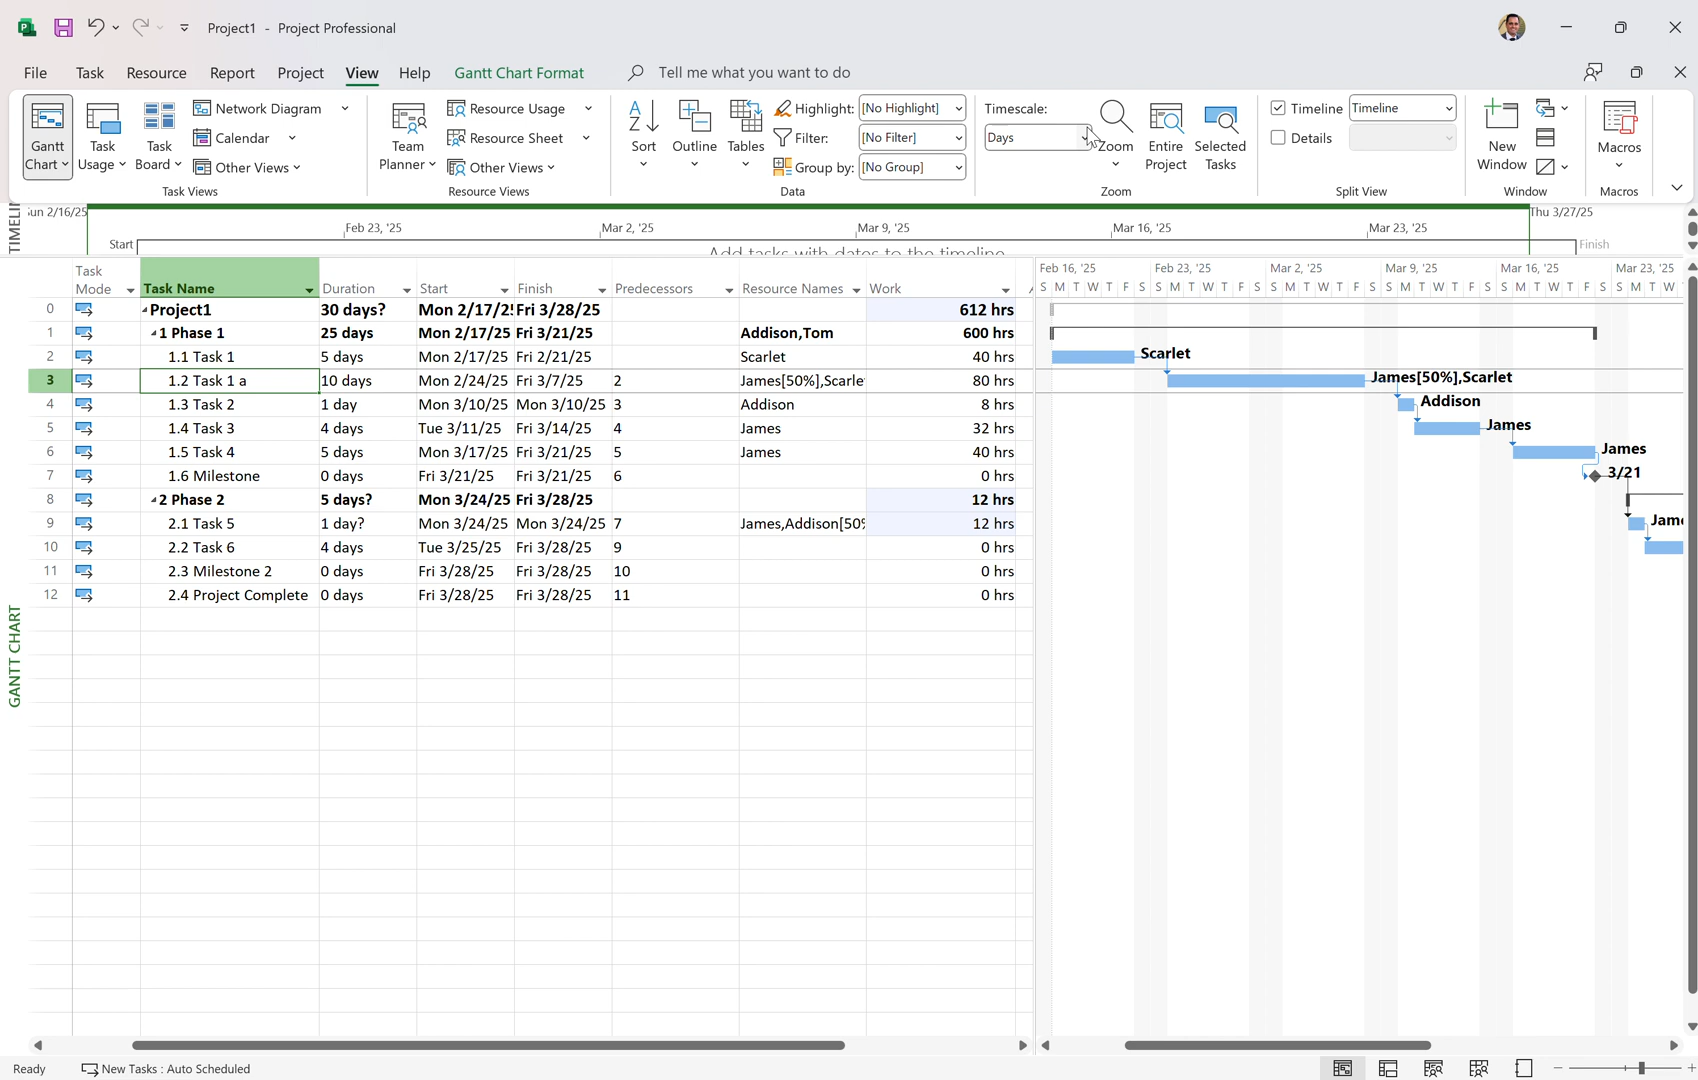 Project1 - Project Professional
File Task Resource Report Project View Help Gantt Chart Format Tell me what you want to do
Gantt Chart
Task Usage
Task Board
Network Diagram
Calendar
Other Views
Task Views
Team Planner
Resource Usage
Resource Sheet
Other Views
Resource Views
Sort
Outline
Tables
Highlight: [No Highlight]
Filter: [No Filter]
Group by: [No Group]
Data
Timescale:
Days
Zoom
Entire Project
Selected Tasks
Zoom
Timeline Timeline
Details
Split View
New Window
Window
Macros
Macros
Sun 2/16/25 Thu 3/27/25
Feb 23, '25 Mar 2, '25 Mar 9, '25 Mar 16, '25 Mar 23, '25
Start Add tasks with dates to the timeline Finish
Task Mode Task Name Duration Start Finish Predecessors Resource Names Work
Feb 16, '25 Feb 23, '25 Mar 2, '25 Mar 9, '25 Mar 16, '25 Mar 23, '25
S M T W T F S S M T W T F S S M T W T F S S M T W T F S S M T W T F S S M T W
0 Project1 30 days? Mon 2/17/25 Fri 3/28/25 612 hrs
1 1 Phase 1 25 days Mon 2/17/25 Fri 3/21/25 Addison,Tom 600 hrs
2 1.1 Task 1 5 days Mon 2/17/25 Fri 2/21/25 Scarlet 40 hrs Scarlet
3 1.2 Task 1 a 10 days Mon 2/24/25 Fri 3/7/25 2 James[50%],Scarlet 80 hrs James[50%],Scarlet
4 1.3 Task 2 1 day Mon 3/10/25 Mon 3/10/25 3 Addison 8 hrs Addison
5 1.4 Task 3 4 days Tue 3/11/25 Fri 3/14/25 4 James 32 hrs James
6 1.5 Task 4 5 days Mon 3/17/25 Fri 3/21/25 5 James 40 hrs James
7 1.6 Milestone 0 days Fri 3/21/25 Fri 3/21/25 6 0 hrs 3/21
8 2 Phase 2 5 days? Mon 3/24/25 Fri 3/28/25 12 hrs
9 2.1 Task 5 1 day? Mon 3/24/25 Mon 3/24/25 7 James,Addison[50% 12 hrs Jame
10 2.2 Task 6 4 days Tue 3/25/25 Fri 3/28/25 9 0 hrs
11 2.3 Milestone 2 0 days Fri 3/28/25 Fri 3/28/25 10 0 hrs
12 2.4 Project Complete 0 days Fri 3/28/25 Fri 3/28/25 11 0 hrs
TIMELIN
GANTT CHART
Ready New Tasks : Auto Scheduled